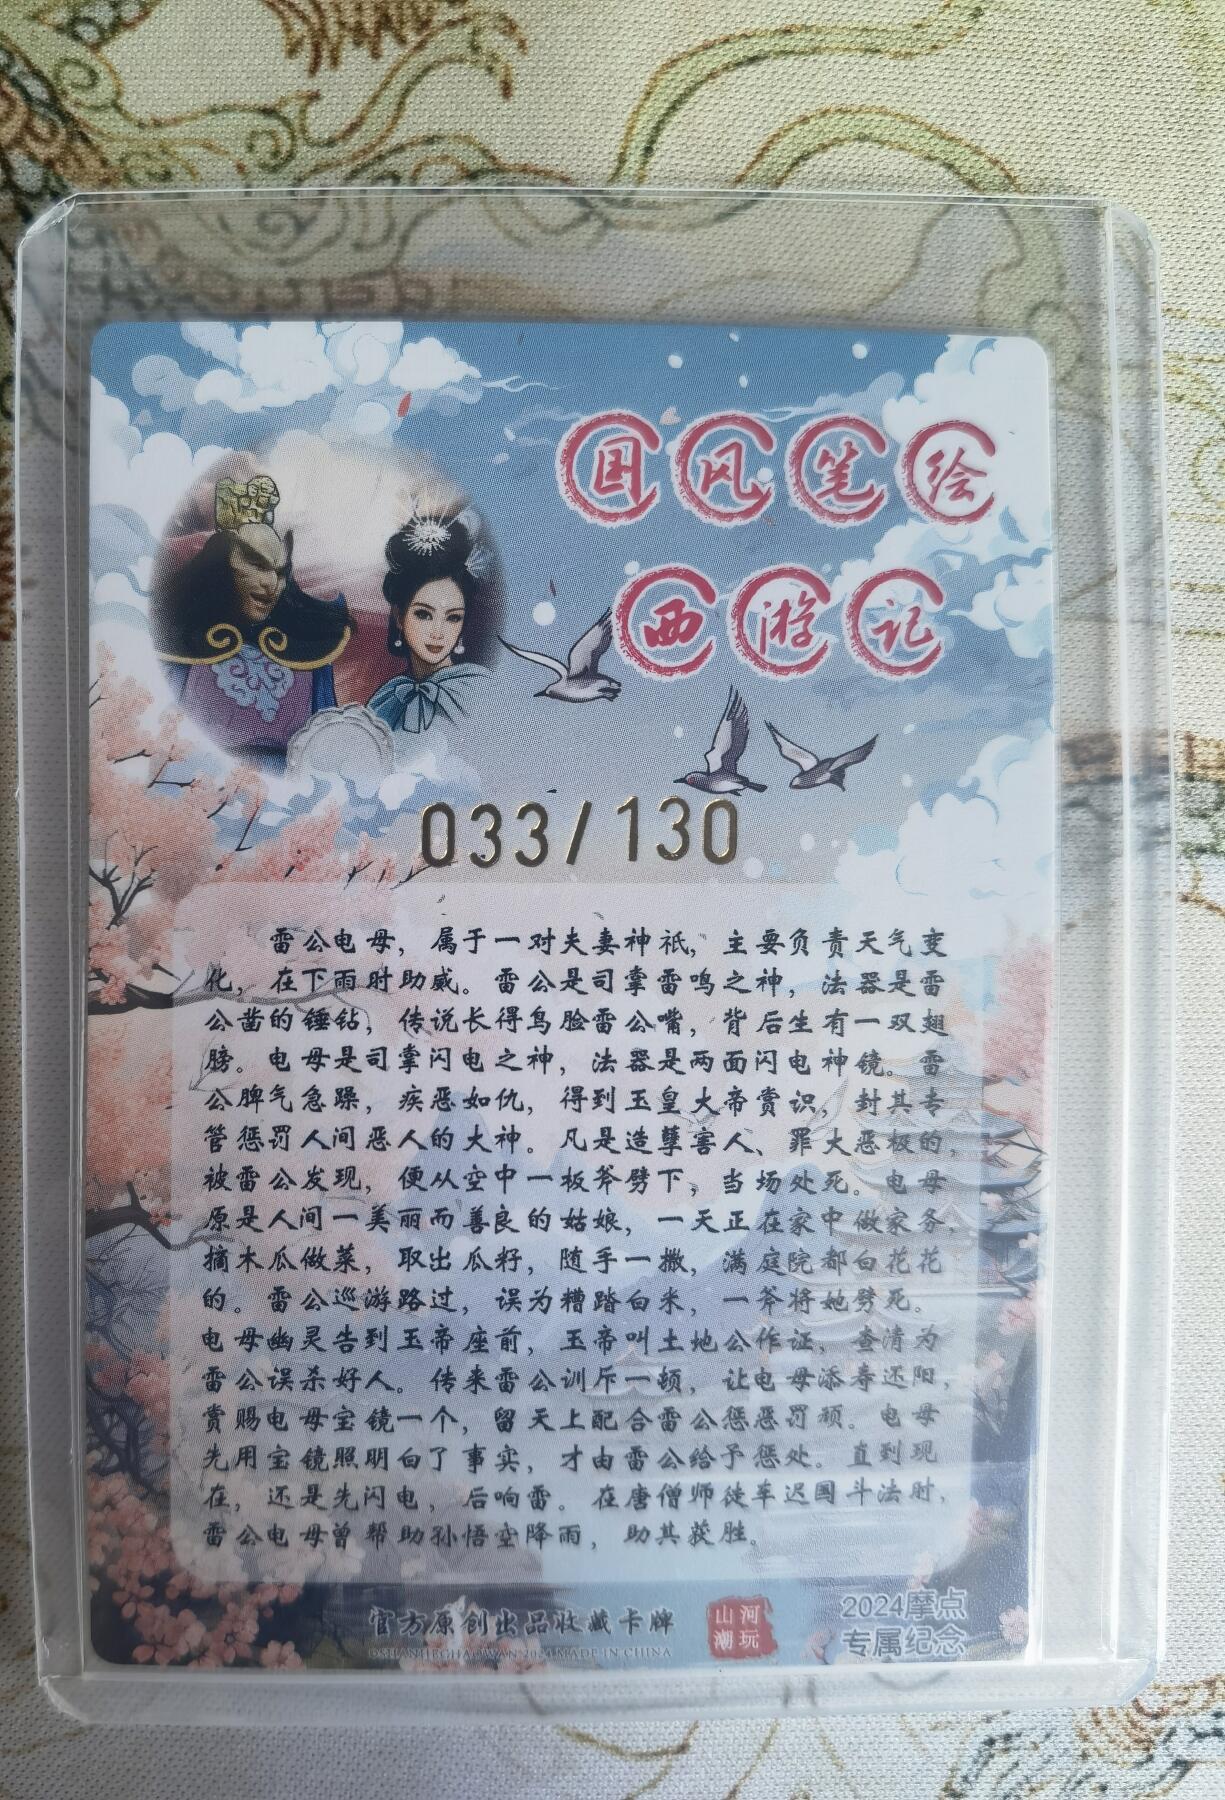 国风笔绘
西游记
033/130
雷公电母，属于一对夫妻神祇，主要负责天气变
化，在下雨时助威。雷公是司掌雷鸣之神，法器是雷
公凿的锤钻，传说长得鸟脸雷公嘴，背后生有一双翅
膀。电母是司掌闪电之神，法器是两面闪电神镜。雷
公脾气急躁，疾恶如仇，得到玉皇大帝赏识，封其专
管惩罚人间恶人的大神。凡是造孽害人、罪大恶极的，
被雷公发现，便从空中一板斧劈下，当场处死。电母
原是人间一美丽而善良的姑娘，一天正在家中做家务，
摘木瓜做菜，取出瓜籽，随手一撒，满庭院都白花花
的。雷公巡游路过，误为糟踏白米，一斧将她劈死。
电母幽灵告到玉帝座前，玉帝叫土地公作证，查清为
雷公误杀好人。传来雷公训斥一顿，让电母添寿还阳，
赏赐电母宝镜一个，留天上配合雷公惩恶罚顽。电母
先用宝镜照明白了事实，才由雷公给予惩处。直到现
在，还是先闪电，后响雷。在唐僧师徒车迟国斗法时，
雷公电母曾帮助孙悟空降雨，助其获胜。
官方原创出品收藏卡牌
©SHANHECHAOWAN 2024 MADE IN CHINA
山河
潮玩
2024摩点
专属纪念